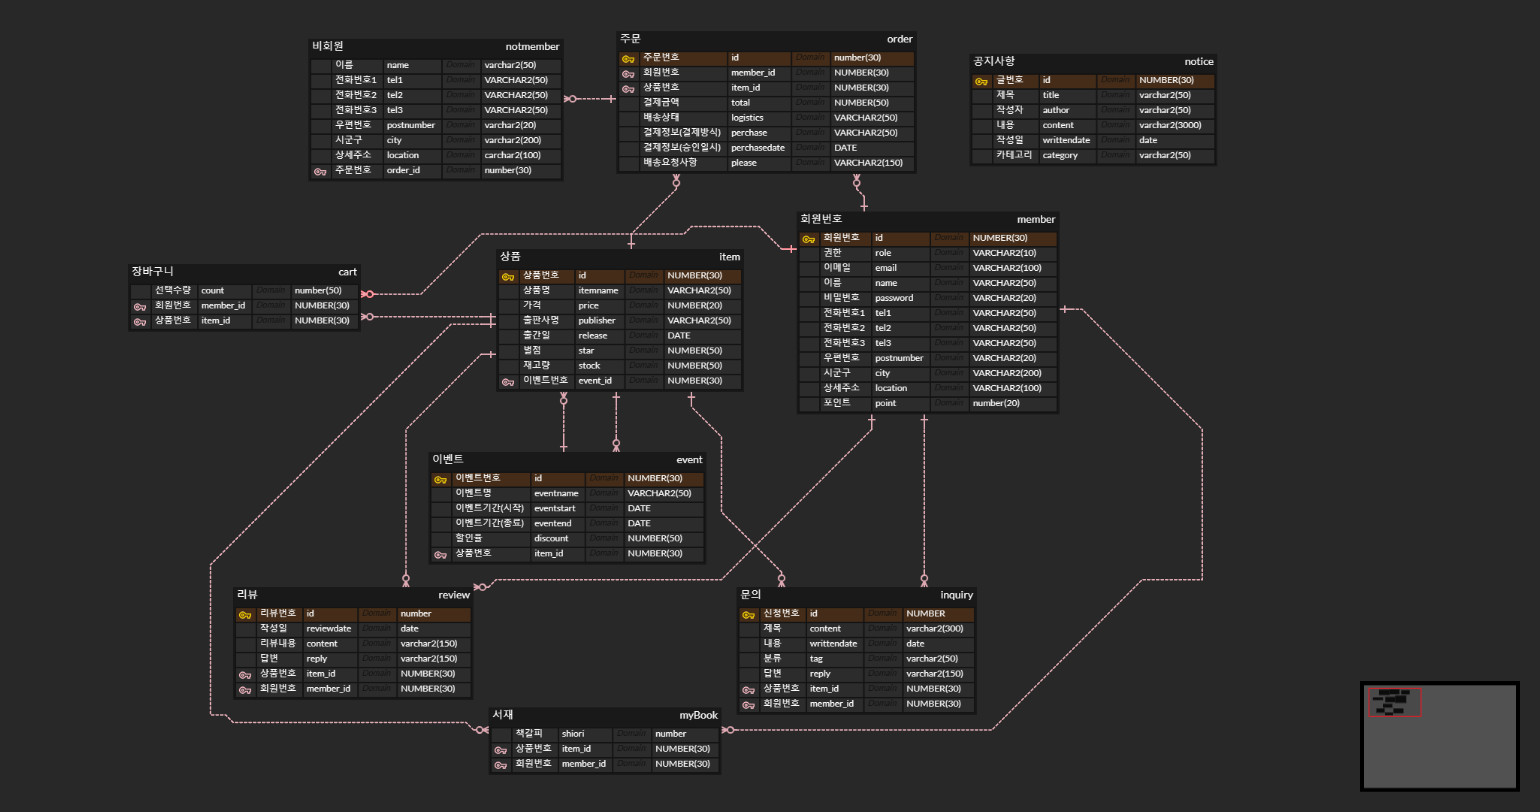 비회원 notmember
이름 name Domain varchar2(50)
전화번호1 tel1 Domain VARCHAR2(50)
전화번호2 tel2 Domain VARCHAR2(50)
전화번호3 tel3 Domain VARCHAR2(50)
우편번호 postnumber Domain varchar2(20)
시군구 city Domain varchar2(200)
상세주소 location Domain carchar2(100)
주문번호 order_id Domain number(30)
주문 order
주문번호 id Domain number(30)
회원번호 member_id Domain NUMBER(30)
상품번호 item_id Domain NUMBER(30)
결제금액 total Domain NUMBER(50)
배송상태 logistics Domain VARCHAR2(50)
결제정보(결제방식) perchase Domain VARCHAR2(50)
결제정보(승인일시) perchasedate Domain DATE
배송요청사항 please Domain VARCHAR2(150)
공지사항 notice
글번호 id Domain NUMBER(30)
제목 title Domain varchar2(50)
작성자 author Domain varchar2(50)
내용 content Domain varchar2(3000)
작성일 writtendate Domain date
카테고리 category Domain varchar2(50)
회원번호 member
회원번호 id Domain NUMBER(30)
권한 role Domain VARCHAR2(10)
이메일 email Domain VARCHAR2(100)
이름 name Domain VARCHAR2(50)
비밀번호 password Domain VARCHAR2(20)
전화번호1 tel1 Domain VARCHAR2(50)
전화번호2 tel2 Domain VARCHAR2(50)
전화번호3 tel3 Domain VARCHAR2(50)
우편번호 postnumber Domain VARCHAR2(20)
시군구 city Domain VARCHAR2(200)
상세주소 location Domain VARCHAR2(100)
포인트 point Domain number(20)
장바구니 cart
선택수량 count Domain number(50)
회원번호 member_id Domain NUMBER(30)
상품번호 item_id Domain NUMBER(30)
상품 item
상품번호 id Domain NUMBER(30)
상품명 itemname Domain VARCHAR2(50)
가격 price Domain NUMBER(20)
출판사명 publisher Domain VARCHAR2(50)
출간일 release Domain DATE
별점 star Domain NUMBER(50)
재고량 stock Domain NUMBER(50)
이벤트번호 event_id Domain NUMBER(30)
이벤트 event
이벤트번호 id Domain NUMBER(30)
이벤트명 eventname Domain VARCHAR2(50)
이벤트기간(시작) eventstart Domain DATE
이벤트기간(종료) eventend Domain DATE
할인율 discount Domain NUMBER(50)
상품번호 item_id Domain NUMBER(30)
리뷰 review
리뷰번호 id Domain number
작성일 reviewdate Domain date
리뷰내용 content Domain varchar2(150)
답변 reply Domain varchar2(150)
상품번호 item_id Domain NUMBER(30)
회원번호 member_id Domain NUMBER(30)
문의 inquiry
신청번호 id Domain NUMBER
제목 content Domain varchar2(300)
내용 writtendate Domain date
분류 tag Domain varchar2(50)
답변 reply Domain varchar2(150)
상품번호 item_id Domain NUMBER(30)
회원번호 member_id Domain NUMBER(30)
서재 myBook
책갈피 shiori Domain number
상품번호 item_id Domain NUMBER(30)
회원번호 member_id Domain NUMBER(30)